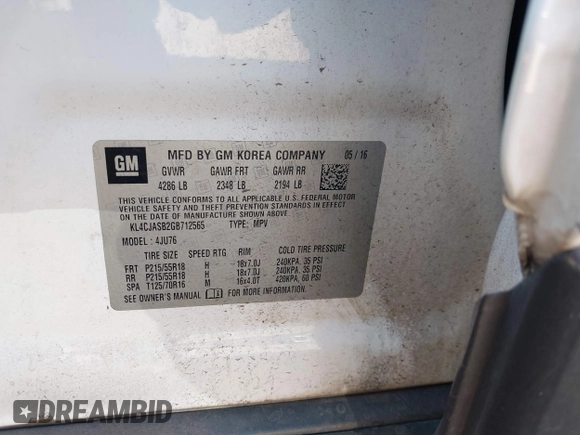 GM
MFD BY GM KOREA COMPANY 05/16
GVWR GAWR FRT GAWR RR
4286 LB 2348 LB 2194 LB
THIS VEHICLE CONFORMS TO ALL APPLICABLE U.S. FEDERAL MOTOR
VEHICLE SAFETY, BUMPER, AND THEFT PREVENTION STANDARDS IN EFFECT ON THE
DATE OF MANUFACTURE SHOWN ABOVE.
KL4CJASB2GB712565 TYPE: MPV
MODEL: 4JU76
TIRE SIZE SPEED RTG RIM COLD TIRE PRESSURE
FRT P215/55R18 H 18x7.0J 240KPA, 35 PSI
RR P215/55R18 H 18x7.0J 240KPA, 35 PSI
SPA T125/70R16 M 16x4.0T 420KPA, 60 PSI
SEE OWNER'S MANUAL FOR MORE INFORMATION.
DREAMBID